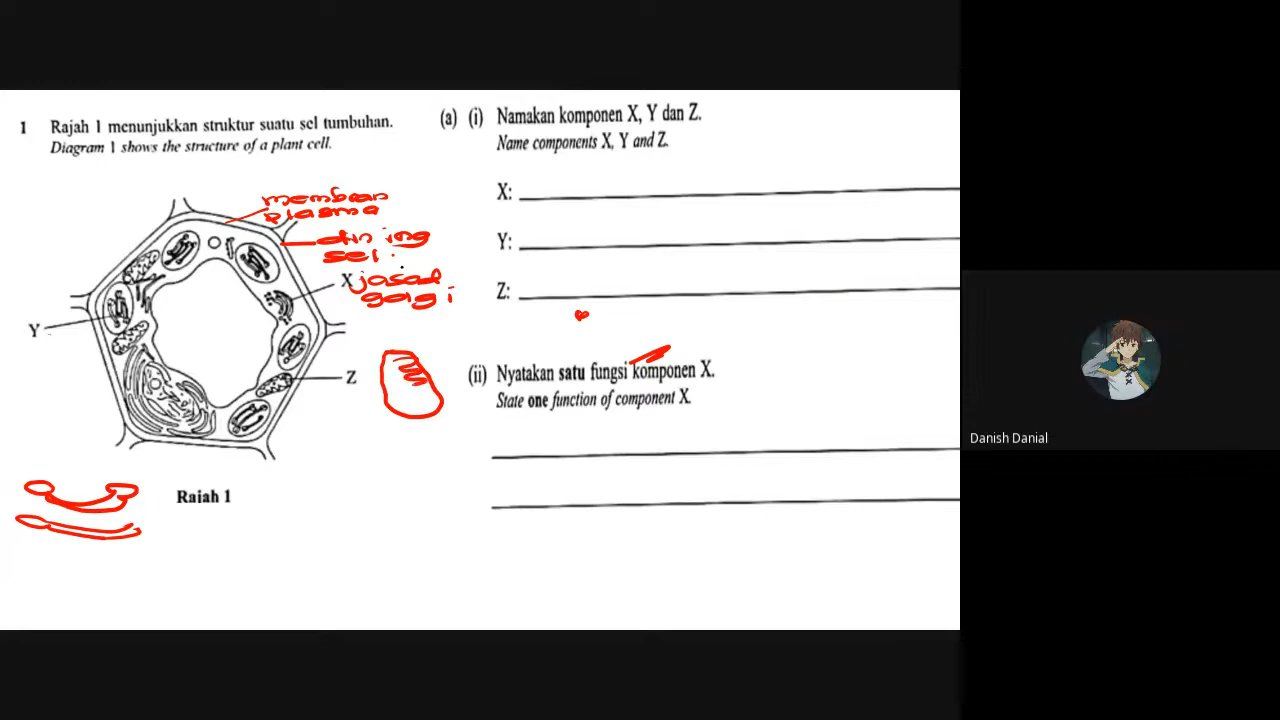 1 Rajah 1 menunjukkan struktur suatu sel tumbuhan.
Diagram 1 shows the structure of a plant cell.
membran
plasma
dinding
sel.
X jasad
golgi
Y
Z
Rajah 1
(a) (i) Namakan komponen X, Y dan Z.
Name components X, Y and Z.
X:
Y:
Z:
(ii) Nyatakan satu fungsi komponen X.
State one function of component X.
Danish Danial